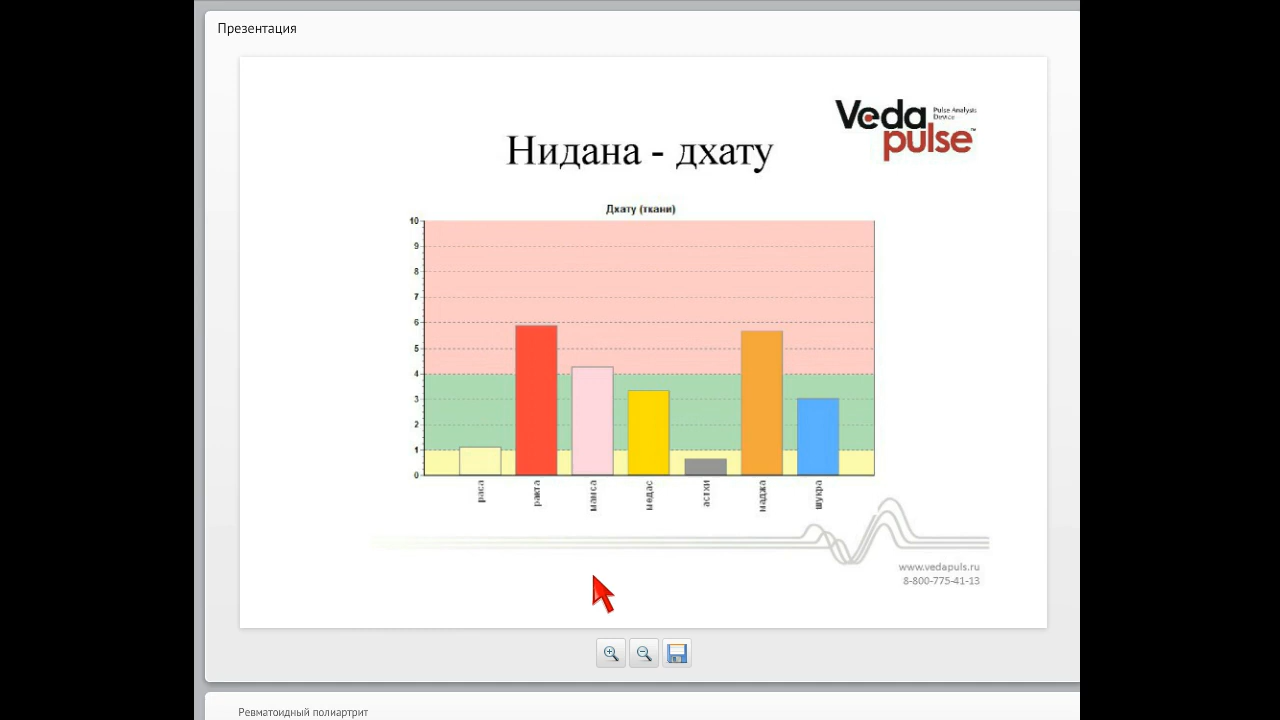 Презентация
Veda
Pulse Analysis
Device
pulse™
Нидана - дхату
Дхату (ткани)
10
9
8
7
6
5
4
3
2
1
0
раса
ракта
мамса
медас
астхи
маджа
шукра
www.vedapuls.ru
8-800-775-41-13
Ревматоидный полиартрит